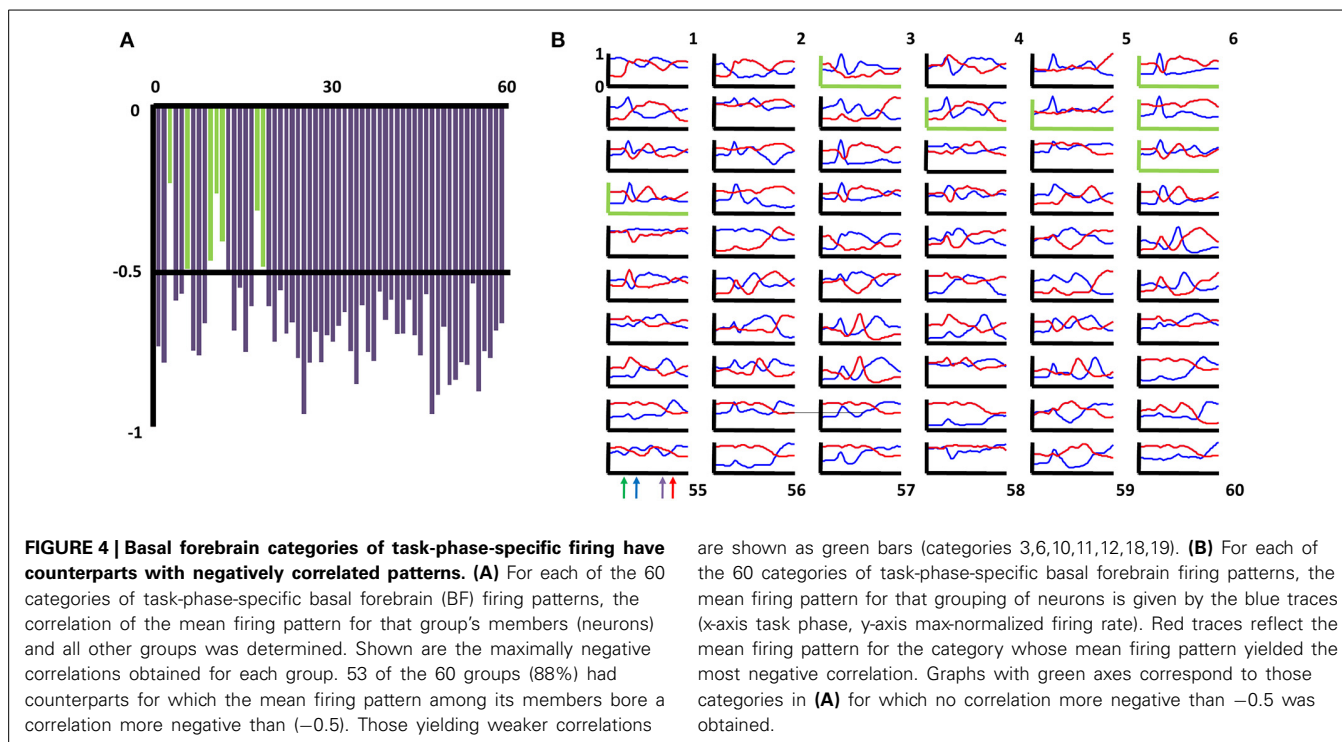 A
B
0 30 60
0
-0.5
-1
1 2 3 4 5 6
1
0
55 56 57 58 59 60
FIGURE 4 | Basal forebrain categories of task-phase-specific firing have
counterparts with negatively correlated patterns. (A) For each of the 60
categories of task-phase-specific basal forebrain (BF) firing patterns, the
correlation of the mean firing pattern for that group's members (neurons)
and all other groups was determined. Shown are the maximally negative
correlations obtained for each group. 53 of the 60 groups (88%) had
counterparts for which the mean firing pattern among its members bore a
correlation more negative than (−0.5). Those yielding weaker correlations
are shown as green bars (categories 3,6,10,11,12,18,19). (B) For each of
the 60 categories of task-phase-specific basal forebrain firing patterns, the
mean firing pattern for that grouping of neurons is given by the blue traces
(x-axis task phase, y-axis max-normalized firing rate). Red traces reflect the
mean firing pattern for the category whose mean firing pattern yielded the
most negative correlation. Graphs with green axes correspond to those
categories in (A) for which no correlation more negative than −0.5 was
obtained.